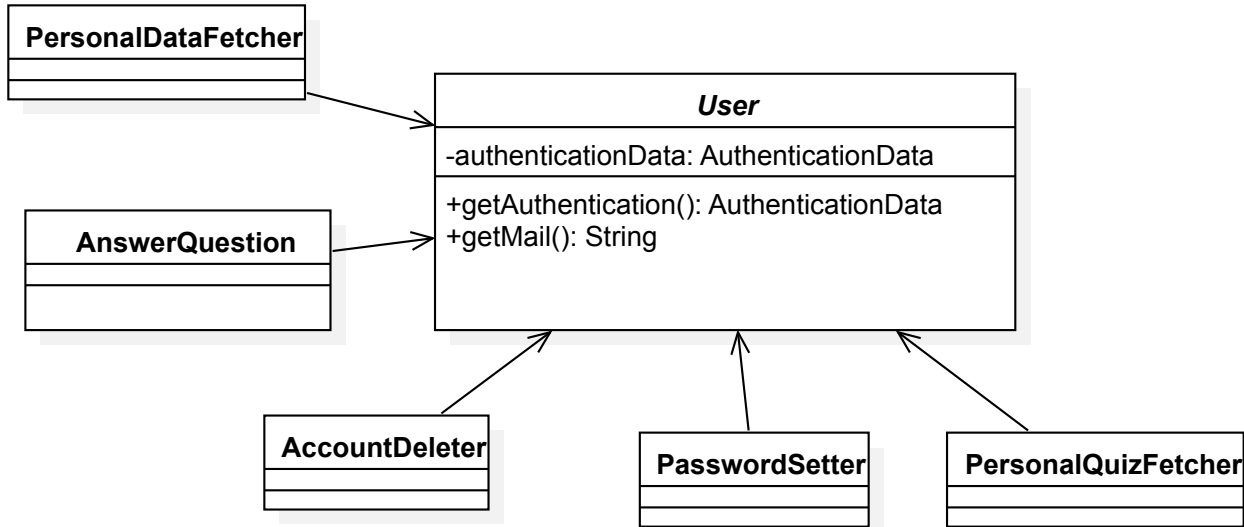 PersonalDataFetcher
User
-authenticationData: AuthenticationData
+getAuthentication(): AuthenticationData
+getMail(): String
AnswerQuestion
AccountDeleter
PasswordSetter
PersonalQuizFetcher